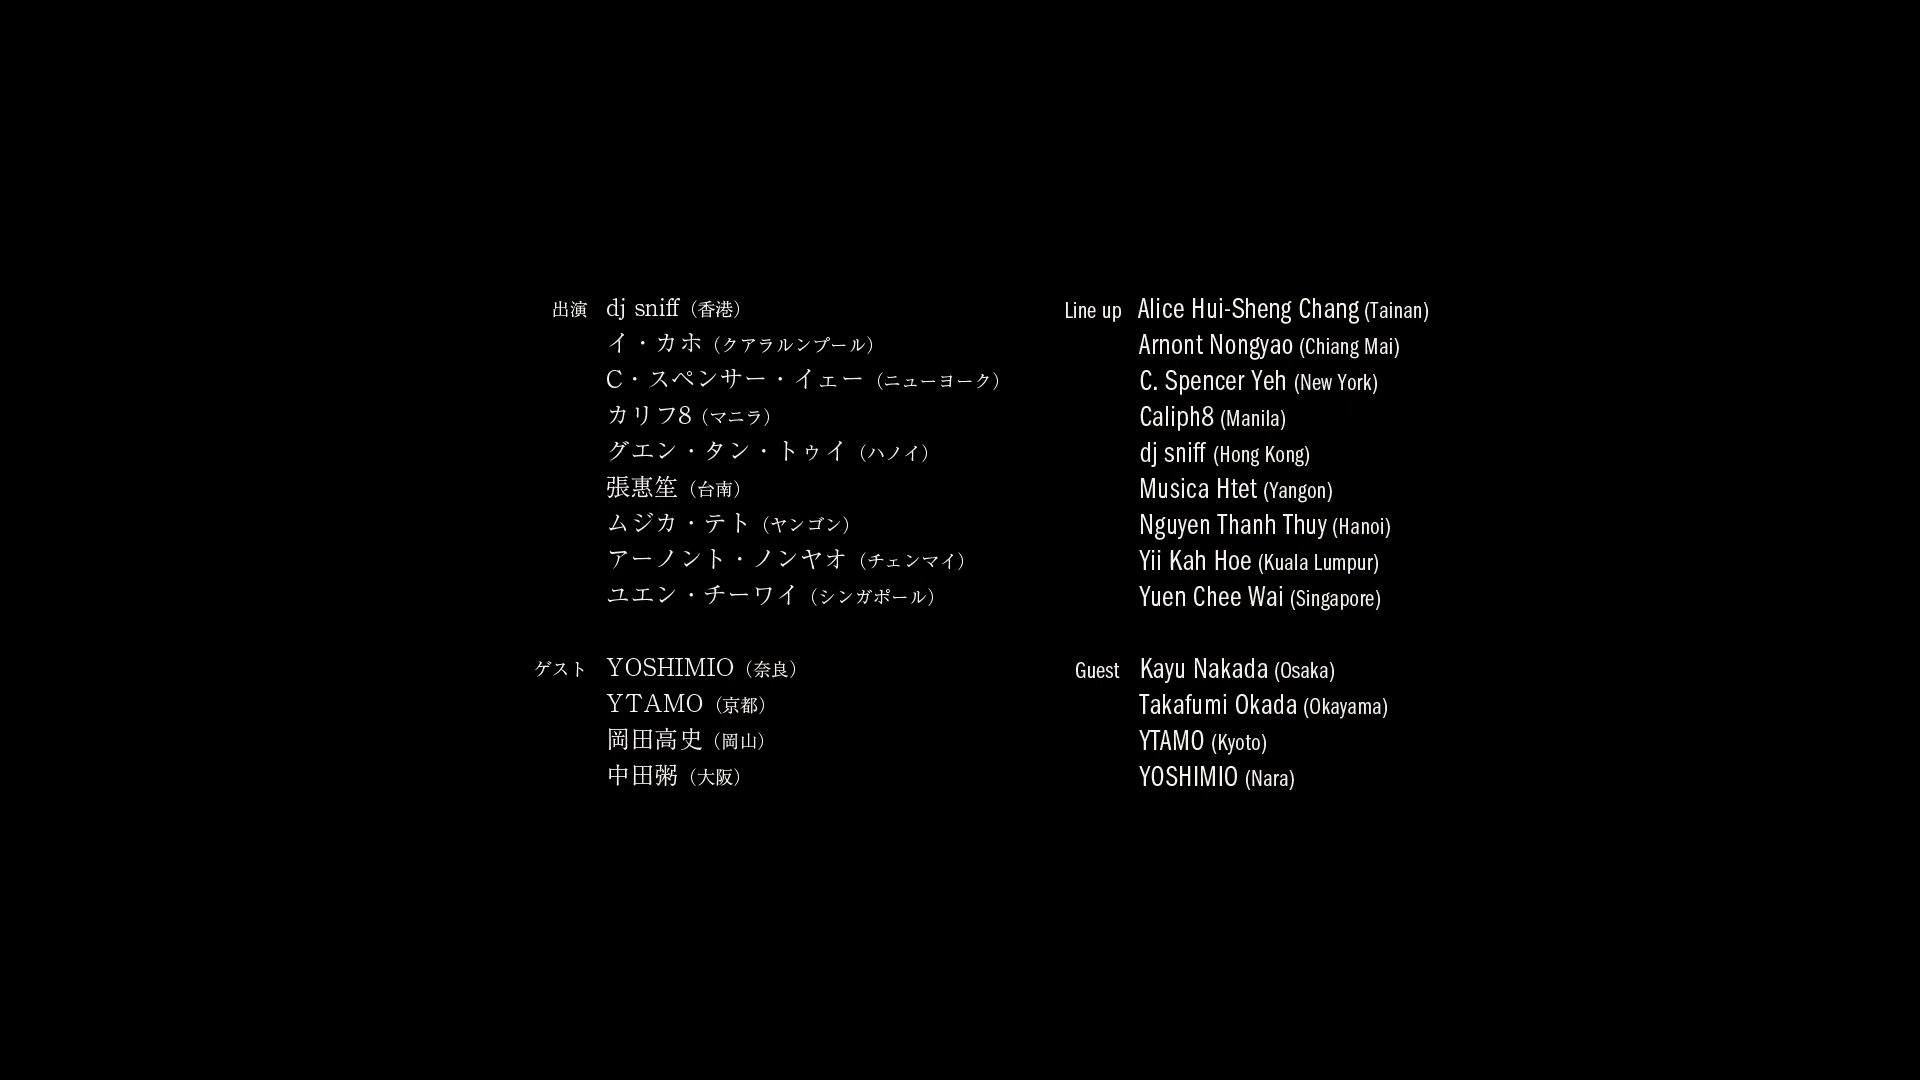 出演 dj sniff（香港）
イ・カホ（クアラルンプール）
C・スペンサー・イェー（ニューヨーク）
カリフ8（マニラ）
グエン・タン・トゥイ（ハノイ）
張惠笙（台南）
ムジカ・テト（ヤンゴン）
アーノント・ノンヤオ（チェンマイ）
ユエン・チーワイ（シンガポール）
ゲスト YOSHIMIO（奈良）
YTAMO（京都）
岡田高史（岡山）
中田粥（大阪）
Line up Alice Hui-Sheng Chang (Tainan)
Arnont Nongyao (Chiang Mai)
C. Spencer Yeh (New York)
Caliph8 (Manila)
dj sniff (Hong Kong)
Musica Htet (Yangon)
Nguyen Thanh Thuy (Hanoi)
Yii Kah Hoe (Kuala Lumpur)
Yuen Chee Wai (Singapore)
Guest Kayu Nakada (Osaka)
Takafumi Okada (Okayama)
YTAMO (Kyoto)
YOSHIMIO (Nara)